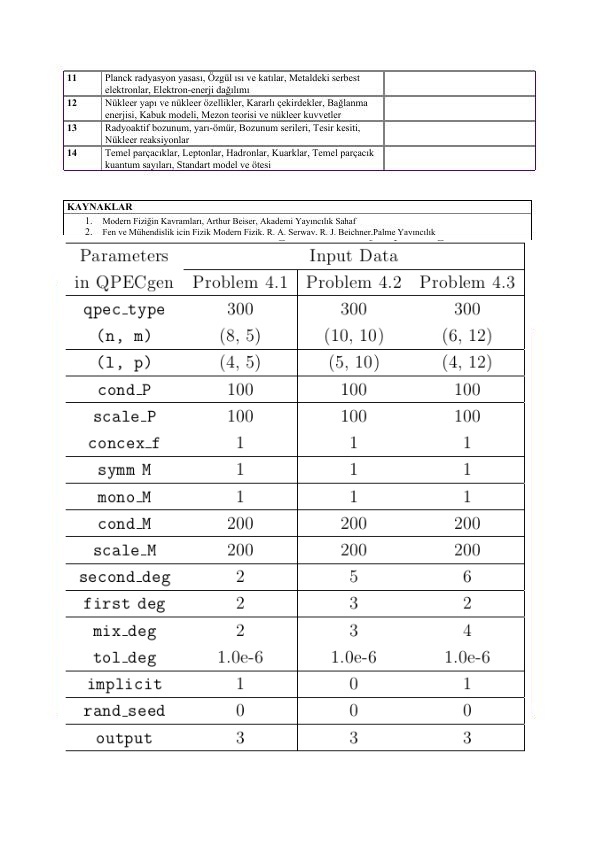 11 Planck radyasyon yasası, Özgül ısı ve katılar, Metaldeki serbest
elektronlar, Elektron-enerji dağılımı
12 Nükleer yapı ve nükleer özellikler, Kararlı çekirdekler, Bağlanma
enerjisi, Kabuk modeli, Mezon teorisi ve nükleer kuvvetler
13 Radyoaktif bozunum, yarı-ömür, Bozunum serileri, Tesir kesiti,
Nükleer reaksiyonlar
14 Temel parçacıklar, Leptonlar, Hadronlar, Kuarklar, Temel parçacık
kuantum sayıları, Standart model ve ötesi
KAYNAKLAR
1. Modern Fiziğin Kavramları, Arthur Beiser, Akademi Yayıncılık Sahaf
2. Fen ve Mühendislik için Fizik Modern Fizik. R. A. Serway. R. J. Beichner.Palme Yayıncılık
Parameters Input Data
in QPECgen Problem 4.1 Problem 4.2 Problem 4.3
qpec_type 300 300 300
(n, m) (8, 5) (10, 10) (6, 12)
(l, p) (4, 5) (5, 10) (4, 12)
cond_P 100 100 100
scale_P 100 100 100
concex_f 1 1 1
symm M 1 1 1
mono_M 1 1 1
cond_M 200 200 200
scale_M 200 200 200
second_deg 2 5 6
first deg 2 3 2
mix_deg 2 3 4
tol_deg 1.0e-6 1.0e-6 1.0e-6
implicit 1 0 1
rand_seed 0 0 0
output 3 3 3